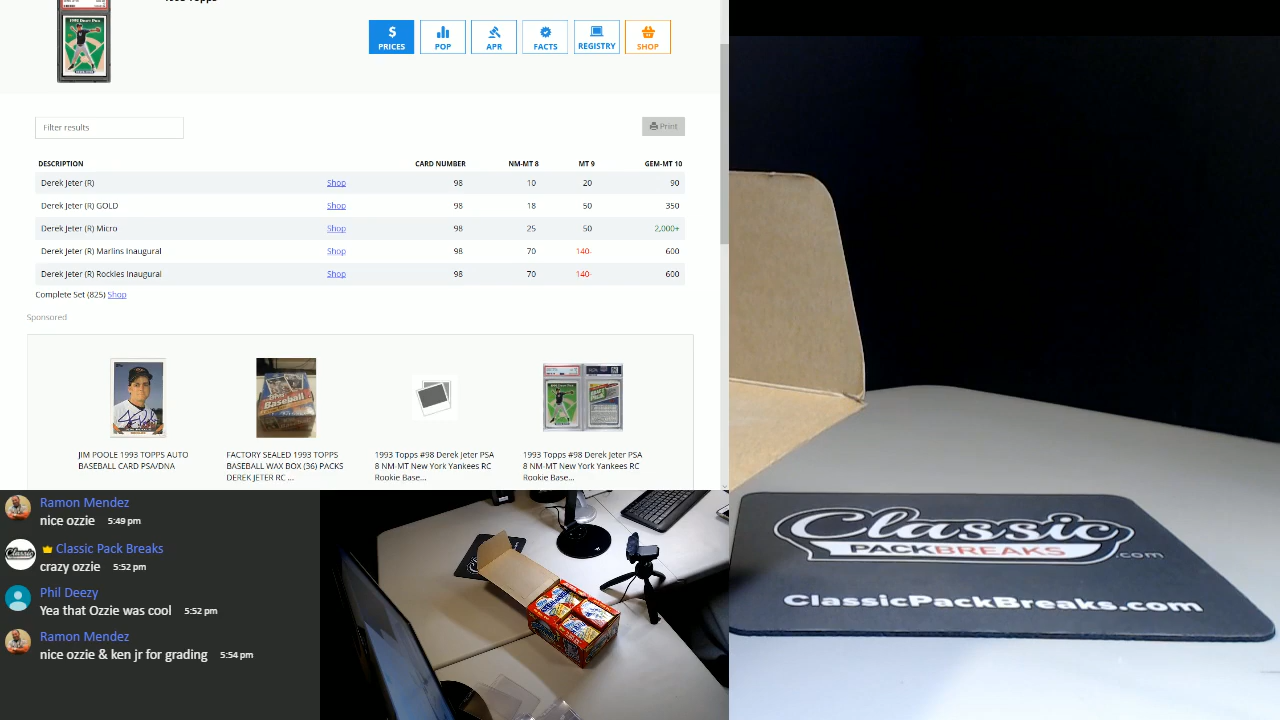 PRICES
POP
APR
FACTS
REGISTRY
SHOP
Filter results
Print
DESCRIPTION CARD NUMBER NM-MT 8 MT 9 GEM-MT 10
Derek Jeter (R) Shop 98 10 20 90
Derek Jeter (R) GOLD Shop 98 18 50 350
Derek Jeter (R) Micro Shop 98 25 50 2,000+
Derek Jeter (R) Marlins Inaugural Shop 98 70 140- 600
Derek Jeter (R) Rockies Inaugural Shop 98 70 140- 600
Complete Set (825) Shop
Sponsored
JIM POOLE 1993 TOPPS AUTO
BASEBALL CARD PSA/DNA
FACTORY SEALED 1993 TOPPS
BASEBALL WAX BOX (36) PACKS
DEREK JETER RC ...
1993 Topps #98 Derek Jeter PSA
8 NM-MT New York Yankees RC
Rookie Base...
1993 Topps #98 Derek Jeter PSA
8 NM-MT New York Yankees RC
Rookie Base...
Ramon Mendez
nice ozzie 5:49 pm
Classic Pack Breaks
crazy ozzie 5:52 pm
Phil Deezy
Yea that Ozzie was cool 5:52 pm
Ramon Mendez
nice ozzie & ken jr for grading 5:54 pm
Classic
PACKBREAKS
.com
ClassicPackBreaks.com